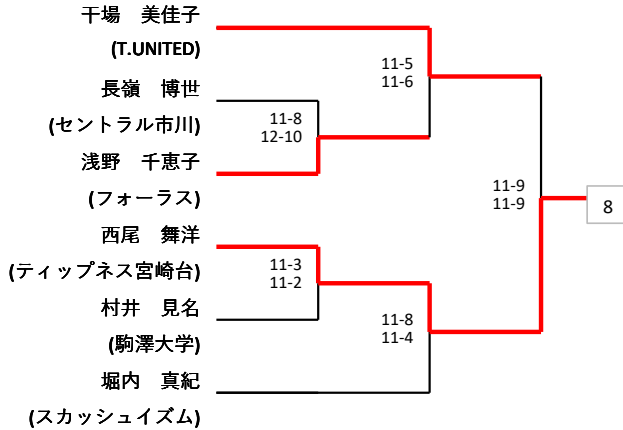 干場　美佳子
(T.UNITED)
長嶺　博世
(セントラル市川)
浅野　千恵子
(フォーラス)
西尾　舞洋
(ティップネス宮崎台)
村井　見名
(駒澤大学)
堀内　真紀
(スカッシュイズム)
11-8
12-10
11-3
11-2
11-5
11-6
11-8
11-4
11-9
11-9
8